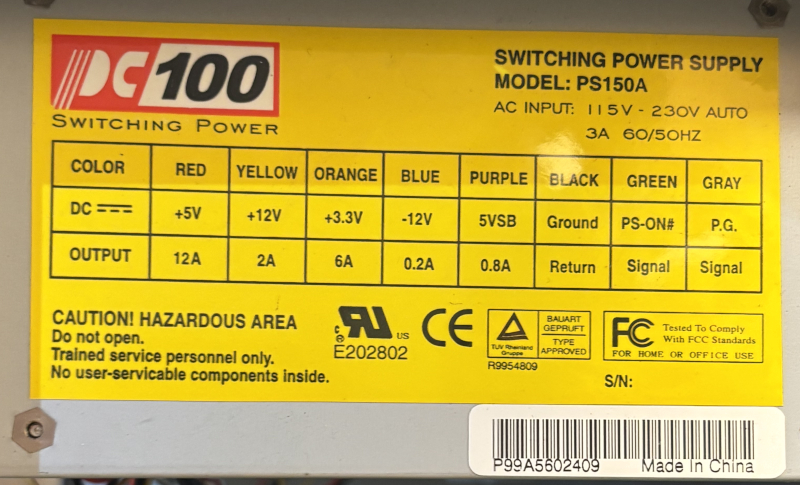 DC100
SWITCHING POWER
SWITCHING POWER SUPPLY
MODEL: PS150A
AC INPUT: 115V - 230V AUTO
3A 60/50HZ
COLOR RED YELLOW ORANGE BLUE PURPLE BLACK GREEN GRAY
DC +5V +12V +3.3V -12V 5VSB Ground PS-ON# P.G.
OUTPUT 12A 2A 6A 0.2A 0.8A Return Signal Signal
CAUTION! HAZARDOUS AREA
Do not open.
Trained service personnel only.
No user-servicable components inside.
c RU US
E202802
CE
TUV Rheinland
Gruppe
BAUART
GEPRUFT
TYPE
APPROVED
R9954809
FC Tested To Comply
With FCC Standards
FOR HOME OR OFFICE USE
S/N:
P99A5602409 Made In China